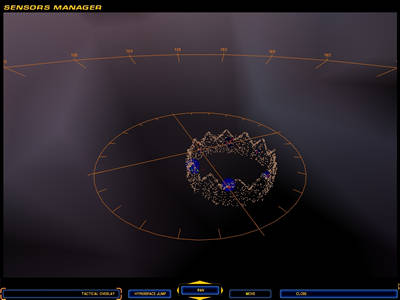 SENSORS MANAGER
TACTICAL OVERLAY
HYPERSPACE JUMP
PAN
MOVE
CLOSE